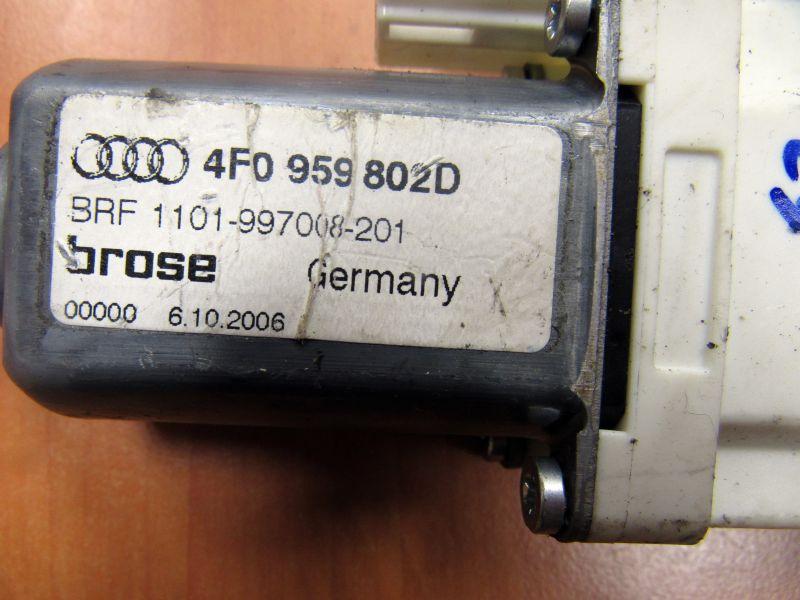 4F0 959 802D
BRF 1101-997008-201
brose Germany
00000 6.10.2006